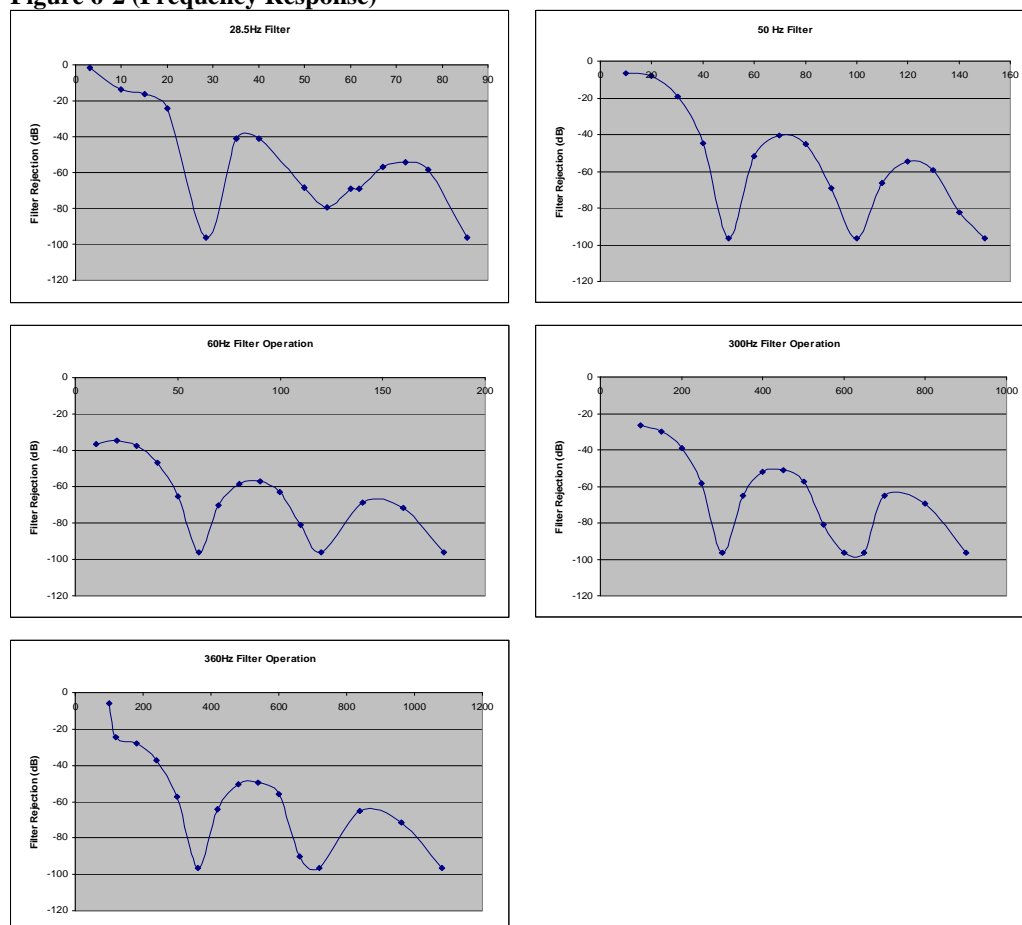 Figure 6-2 (Frequency Response)
28.5Hz Filter
0
-20
-40
-60
-80
-100
-120
0 10 20 30 40 50 60 70 80 90
Filter Rejection (dB)
50 Hz Filter
0
-20
-40
-60
-80
-100
-120
0 20 40 60 80 100 120 140 160
Filter Rejection (dB)
60Hz Filter Operation
0
-20
-40
-60
-80
-100
-120
0 50 100 150 200
Filter Rejection (dB)
300Hz Filter Operation
0
-20
-40
-60
-80
-100
-120
0 200 400 600 800 1000
Filter Rejection (dB)
360Hz Filter Operation
0
-20
-40
-60
-80
-100
-120
0 200 400 600 800 1000 1200
Filter Rejection (dB)